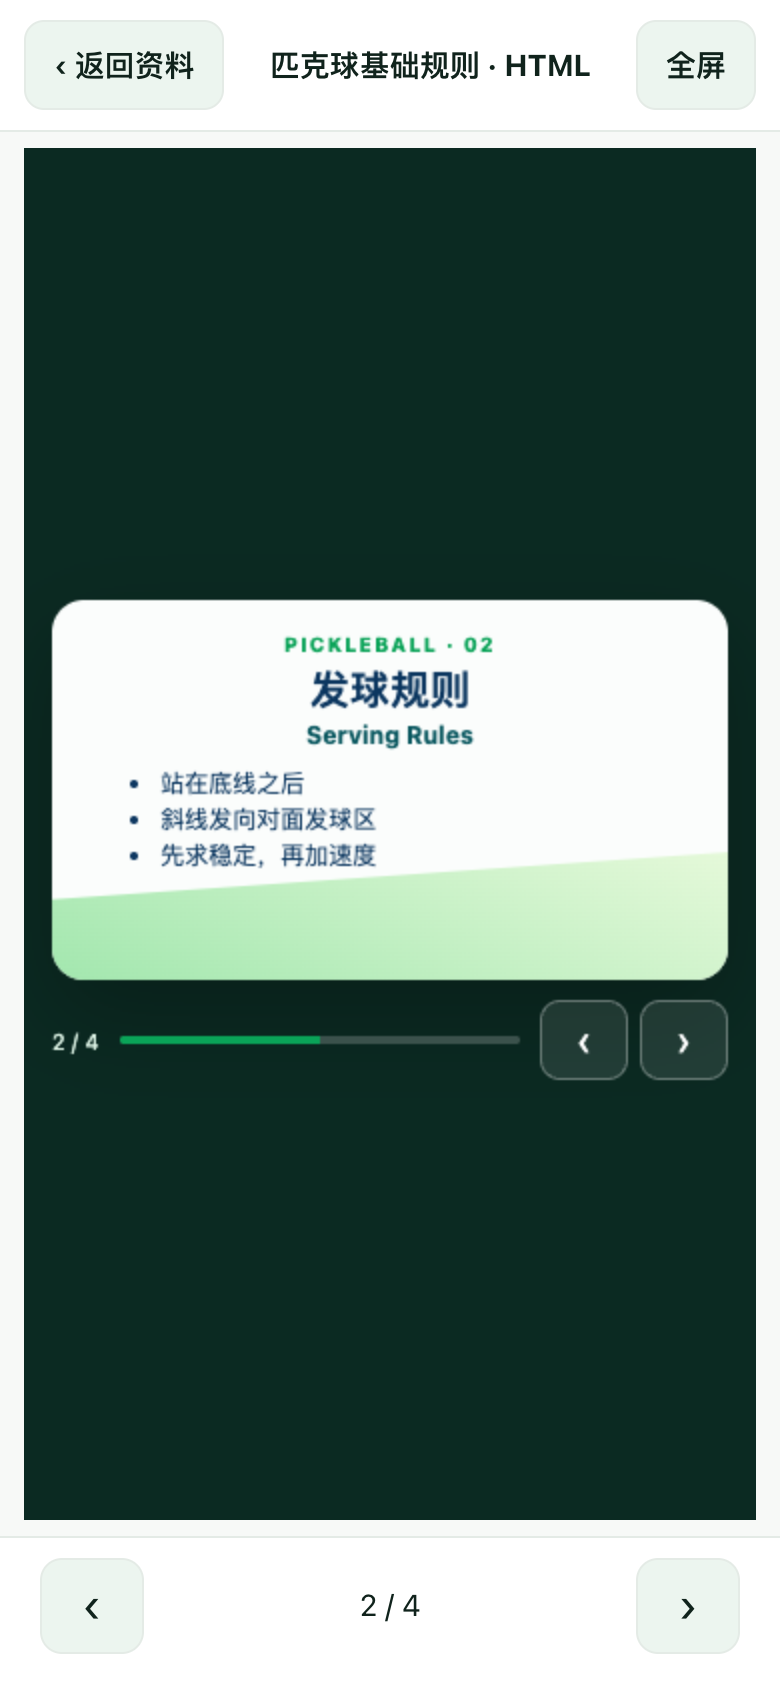 ‹ 返回资料
匹克球基础规则 · HTML
全屏
PICKLEBALL · 02
发球规则
Serving Rules
• 站在底线之后
• 斜线发向对面发球区
• 先求稳定，再加速度
2 / 4
‹
›
‹
2 / 4
›